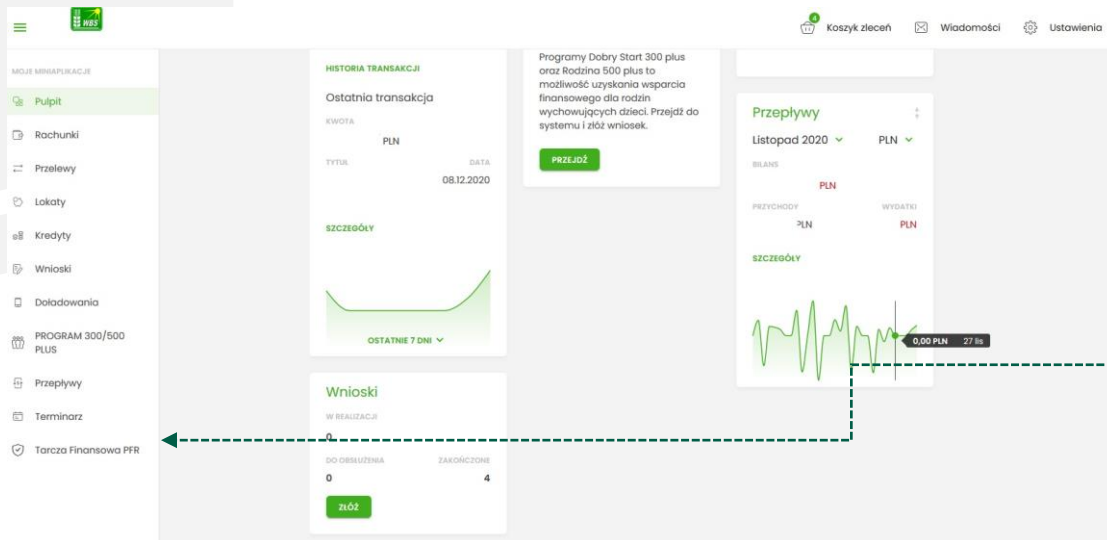 WBS
4
Koszyk zleceń
Wiadomości
Ustawienia
MOJE MINIAPLIKACJE
Pulpit
Rachunki
Przelewy
Lokaty
Kredyty
Wnioski
Doładowania
PROGRAM 300/500
PLUS
Przepływy
Terminarz
Tarcza Finansowa PFR
HISTORIA TRANSAKCJI
Ostatnia transakcja
KWOTA
PLN
TYTUŁ DATA
08.12.2020
SZCZEGÓŁY
OSTATNIE 7 DNI
Wnioski
W REALIZACJI
0
DO OBSŁUŻENIA ZAKOŃCZONE
0 4
ZŁÓŻ
Programy Dobry Start 300 plus
oraz Rodzina 500 plus to
możliwość uzyskania wsparcia
finansowego dla rodzin
wychowujących dzieci. Przejdź do
systemu i złóż wniosek.
PRZEJDŹ
Przepływy
Listopad 2020 PLN
BILANS
PLN
PRZYCHODY WYDATKI
PLN PLN
SZCZEGÓŁY
0,00 PLN 27 lis